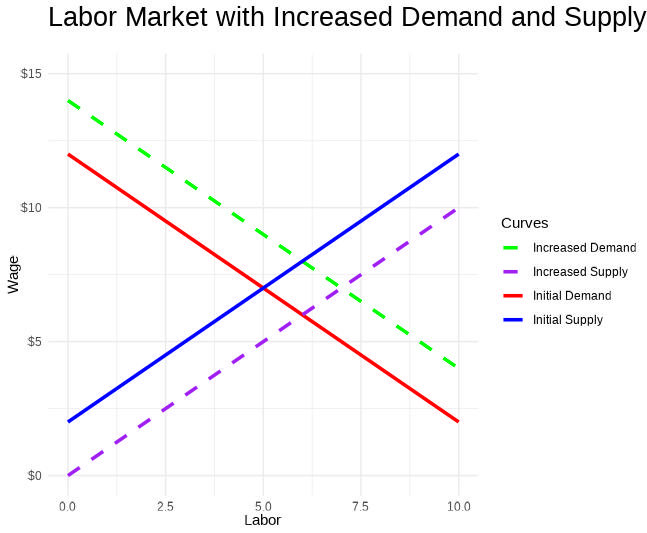 Labor Market with Increased Demand and Supply
$15
$10
$5
$0
Wage
0.0
2.5
5.0
7.5
10.0
Labor
Curves
Increased Demand
Increased Supply
Initial Demand
Initial Supply